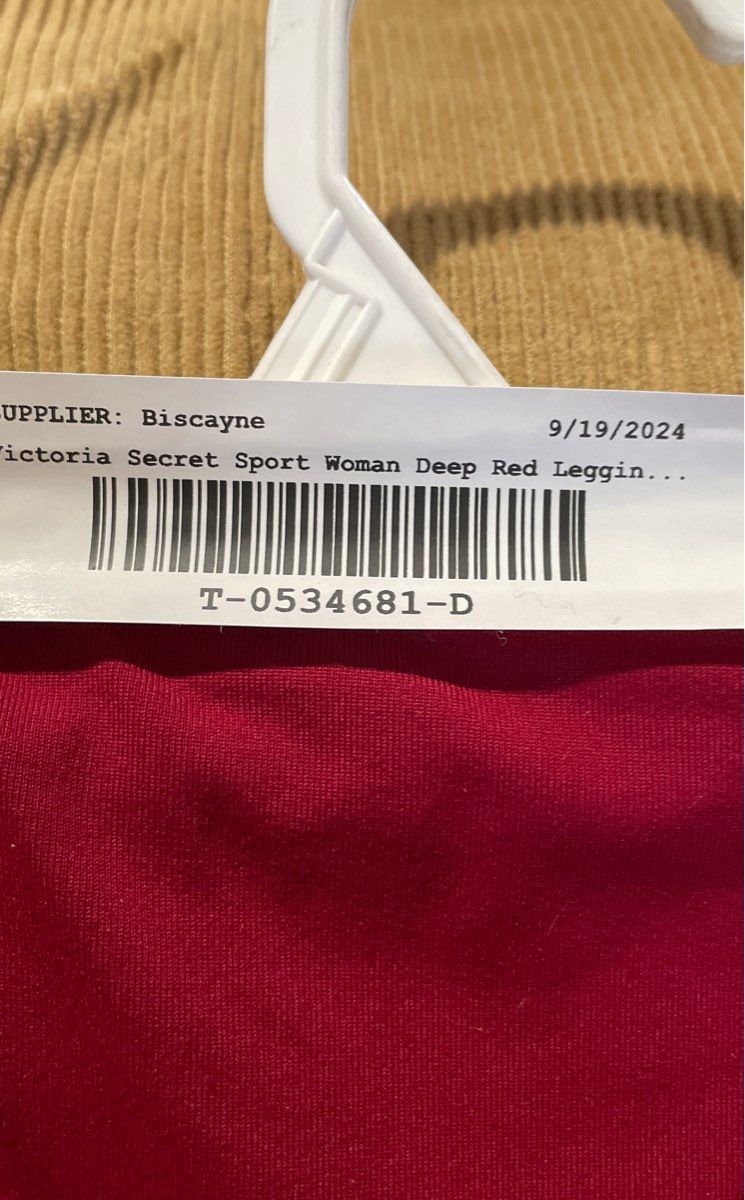 UPPLIER: Biscayne 9/19/2024
Victoria Secret Sport Woman Deep Red Leggin...
T-0534681-D